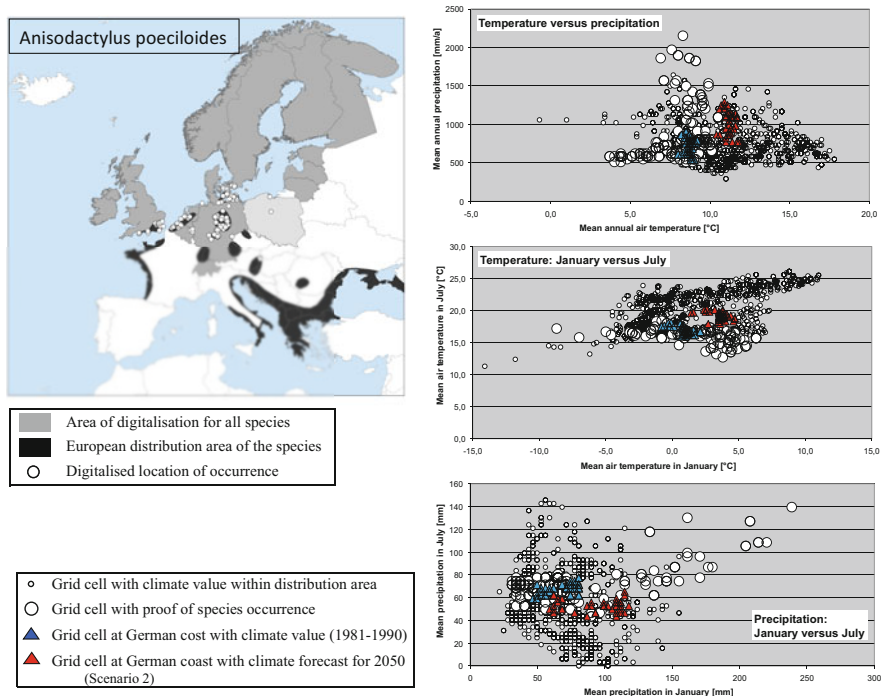 Anisodactylus poeciloides
Area of digitalisation for all species
European distribution area of the species
Digitalised location of occurrence
Grid cell with climate value within distribution area
Grid cell with proof of species occurrence
Grid cell at German cost with climate value (1981-1990)
Grid cell at German coast with climate forecast for 2050
(Scenario 2)
Temperature versus precipitation
Mean annual precipitation [mm/a]
2500
2000
1500
1000
500
0
-5,0 0,0 5,0 10,0 15,0 20,0
Mean annual air temperature [°C]
Temperature: January versus July
Mean air temperature in July [°C]
30,0
25,0
20,0
15,0
10,0
5,0
0,0
-15,0 -10,0 -5,0 0,0 5,0 10,0 15,0
Mean air temperature in January [°C]
Precipitation:
January versus July
Mean precipitation in July [mm]
160
140
120
100
80
60
40
20
0
0 50 100 150 200 250 300
Mean precipitation in January [mm]